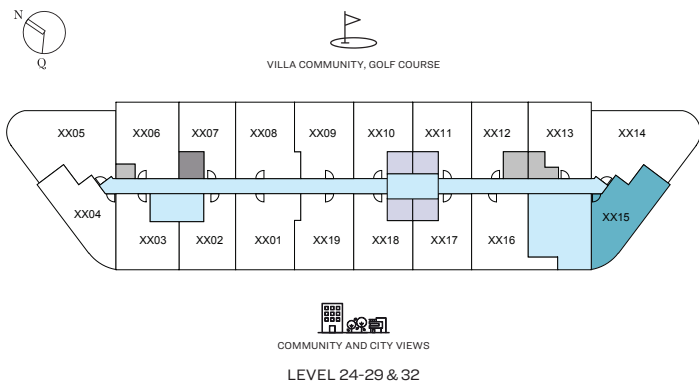 N
Q
VILLA COMMUNITY, GOLF COURSE
XX05 XX06 XX07 XX08 XX09 XX10 XX11 XX12 XX13 XX14
XX04 XX03 XX02 XX01 XX19 XX18 XX17 XX16 XX15
COMMUNITY AND CITY VIEWS
LEVEL 24-29 & 32